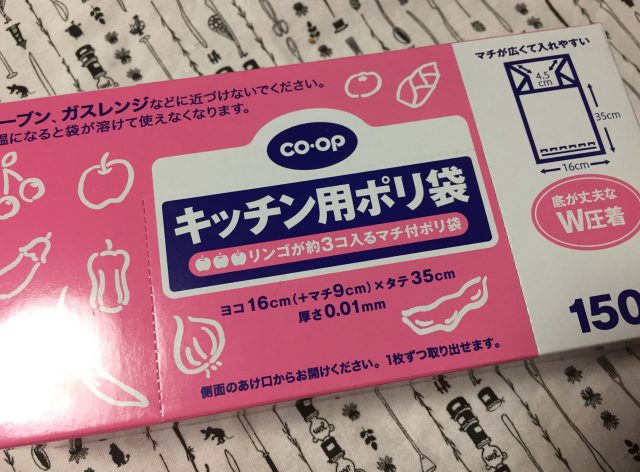 ーブン、ガスレンジなどに近づけないでください。
温になると袋が溶けて使えなくなります。
CO·OP
キッチン用ポリ袋
リンゴが約3コ入るマチ付ポリ袋
ヨコ16cm(+マチ9cm)×タテ35cm
厚さ0.01mm
側面のあけ口からお開けください。1枚ずつ取り出せます。
マチが広くて入れやすい
4.5
cm
35cm
16cm
底が丈夫な
W圧着
150